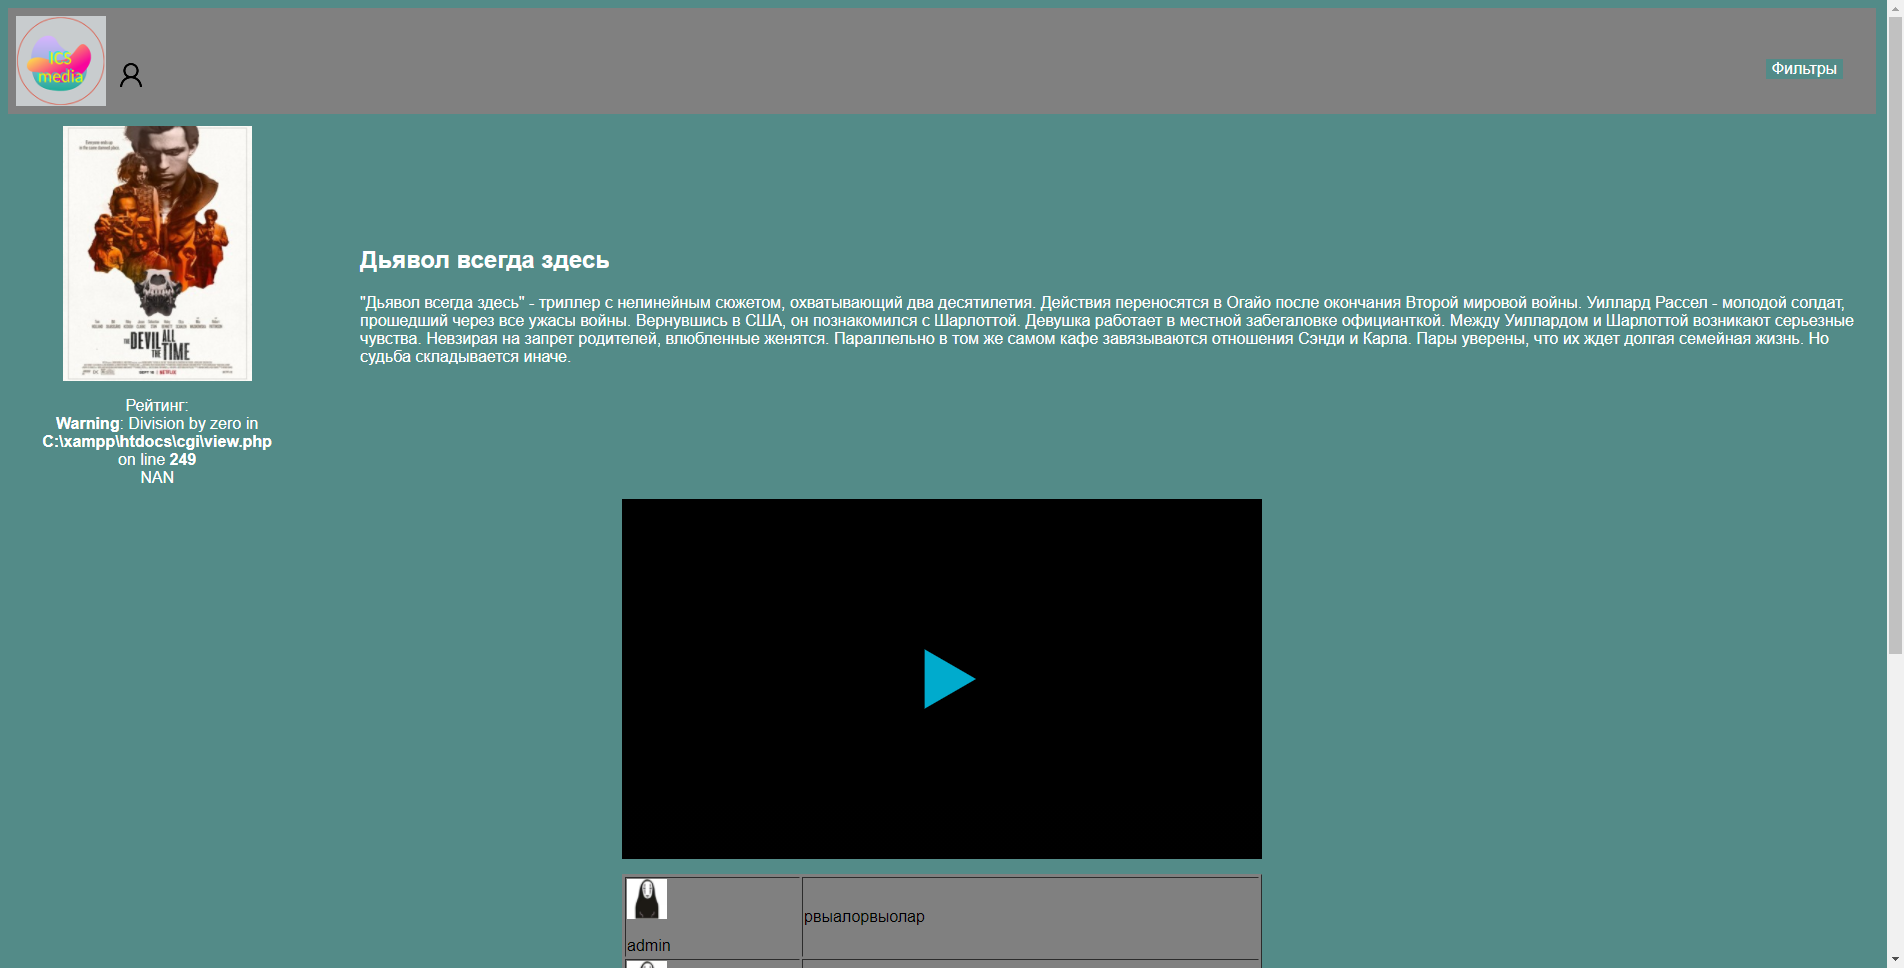 ICS
media
Фильтры
Everyone ends up
in the same damned place.
THE DEVIL ALL
THE TIME
SEPT 16 | NETFLIX
Дьявол всегда здесь
"Дьявол всегда здесь" - триллер с нелинейным сюжетом, охватывающий два десятилетия. Действия переносятся в Огайо после окончания Второй мировой войны. Уиллард Рассел - молодой солдат,
прошедший через все ужасы войны. Вернувшись в США, он познакомился с Шарлоттой. Девушка работает в местной забегаловке официанткой. Между Уиллардом и Шарлоттой возникают серьезные
чувства. Невзирая на запрет родителей, влюбленные женятся. Параллельно в том же самом кафе завязываются отношения Сэнди и Карла. Пары уверены, что их ждет долгая семейная жизнь. Но
судьба складывается иначе.
Рейтинг:
Warning: Division by zero in
C:\xampp\htdocs\cgi\view.php
on line 249
NAN
рвыалорвыолар
admin